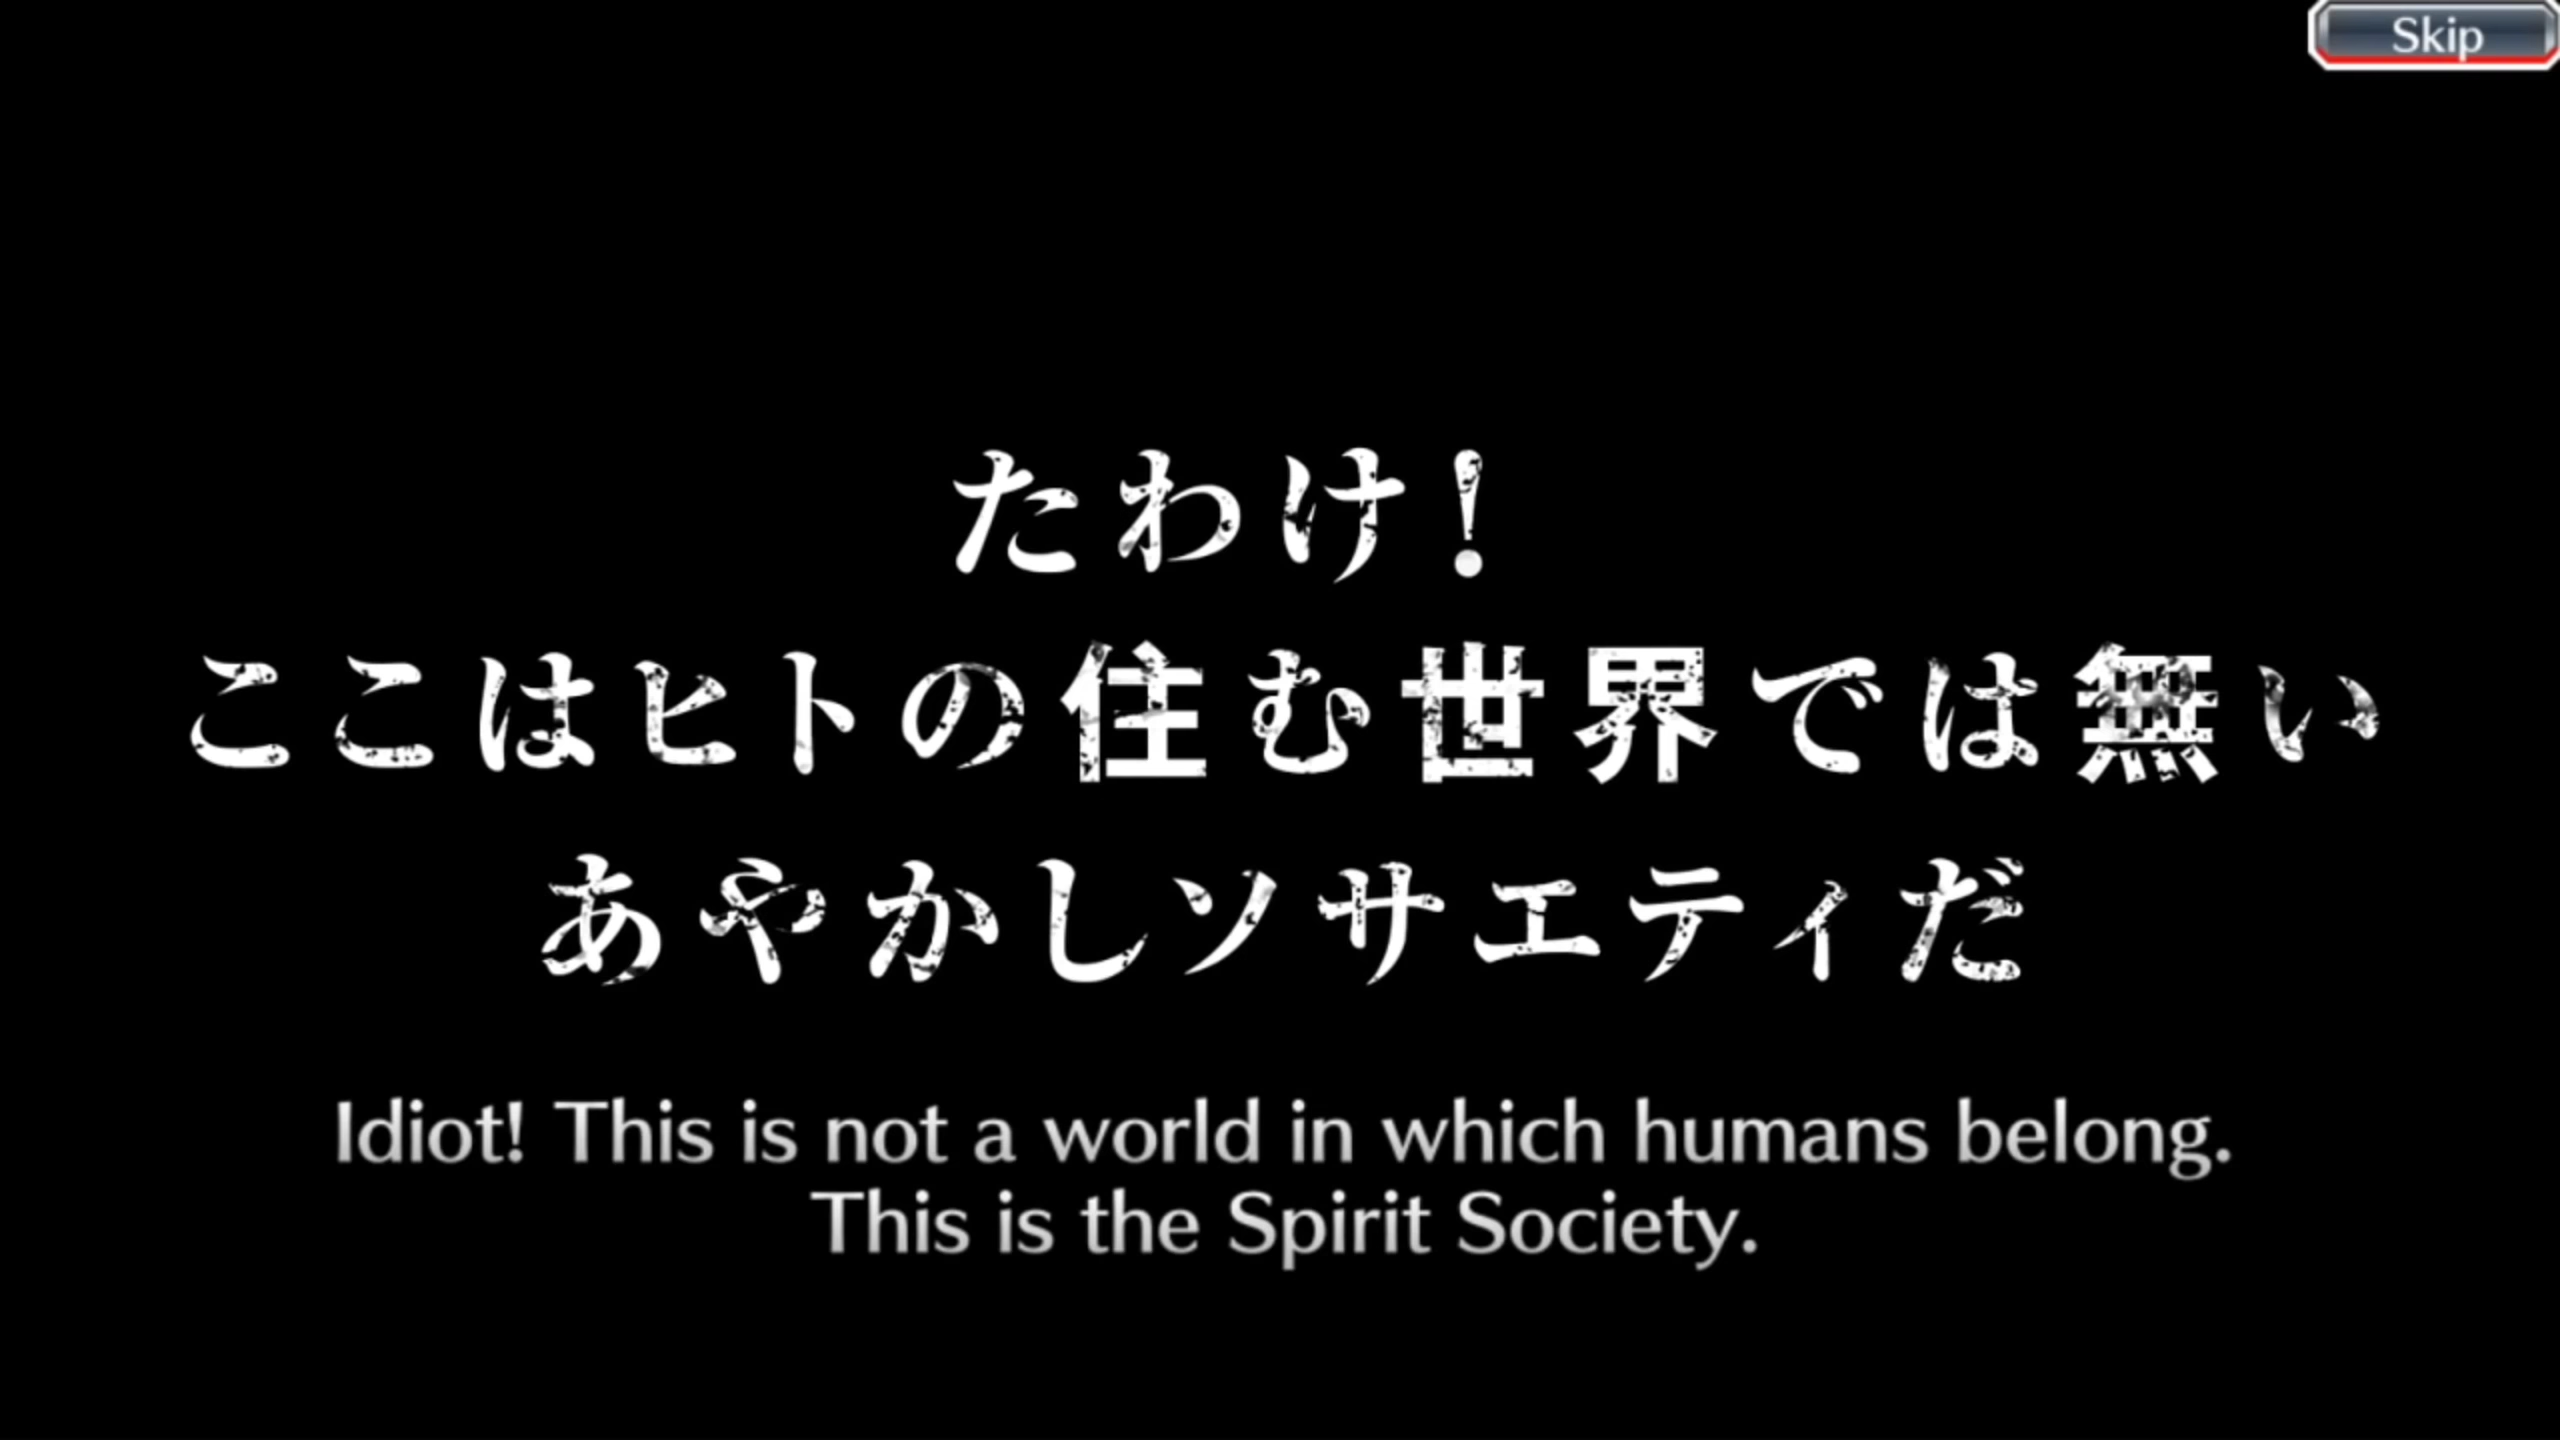 Skip
たわけ!
ここはヒトの住む世界では無い
あやかしソサエティだ
Idiot! This is not a world in which humans belong.
This is the Spirit Society.